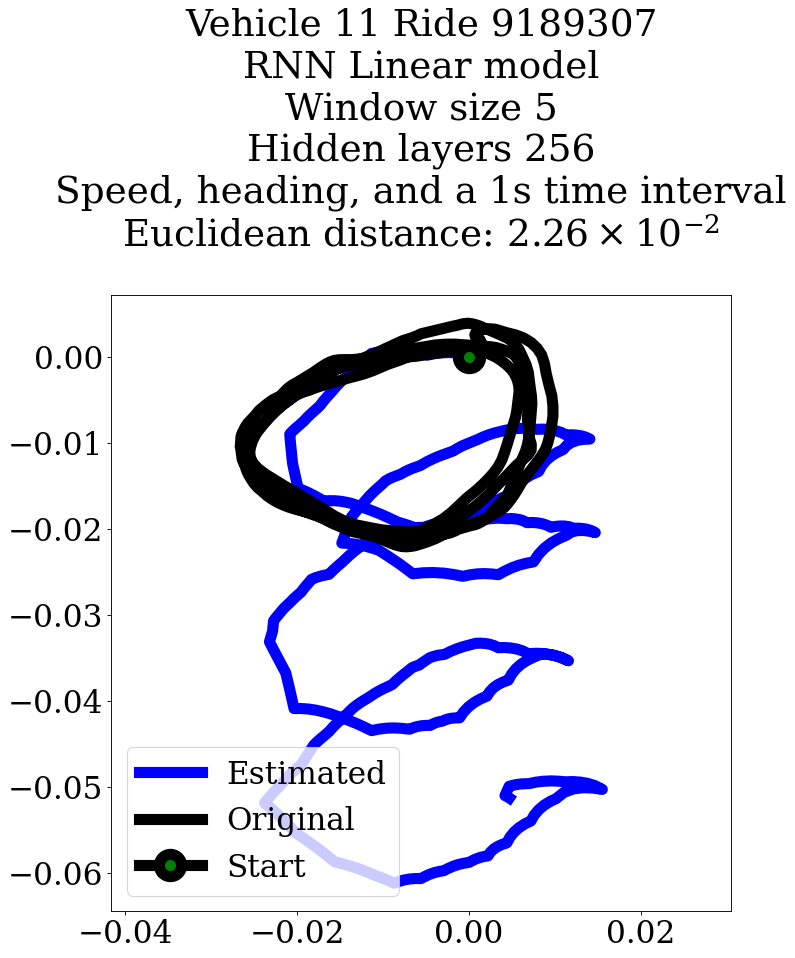 Vehicle 11 Ride 9189307
RNN Linear model
Window size 5
Hidden layers 256
Speed, heading, and a 1s time interval
Euclidean distance: 2.26 × 10⁻²
0.00
−0.01
−0.02
−0.03
−0.04
−0.05
−0.06
Estimated
Original
Start
−0.04 −0.02 0.00 0.02